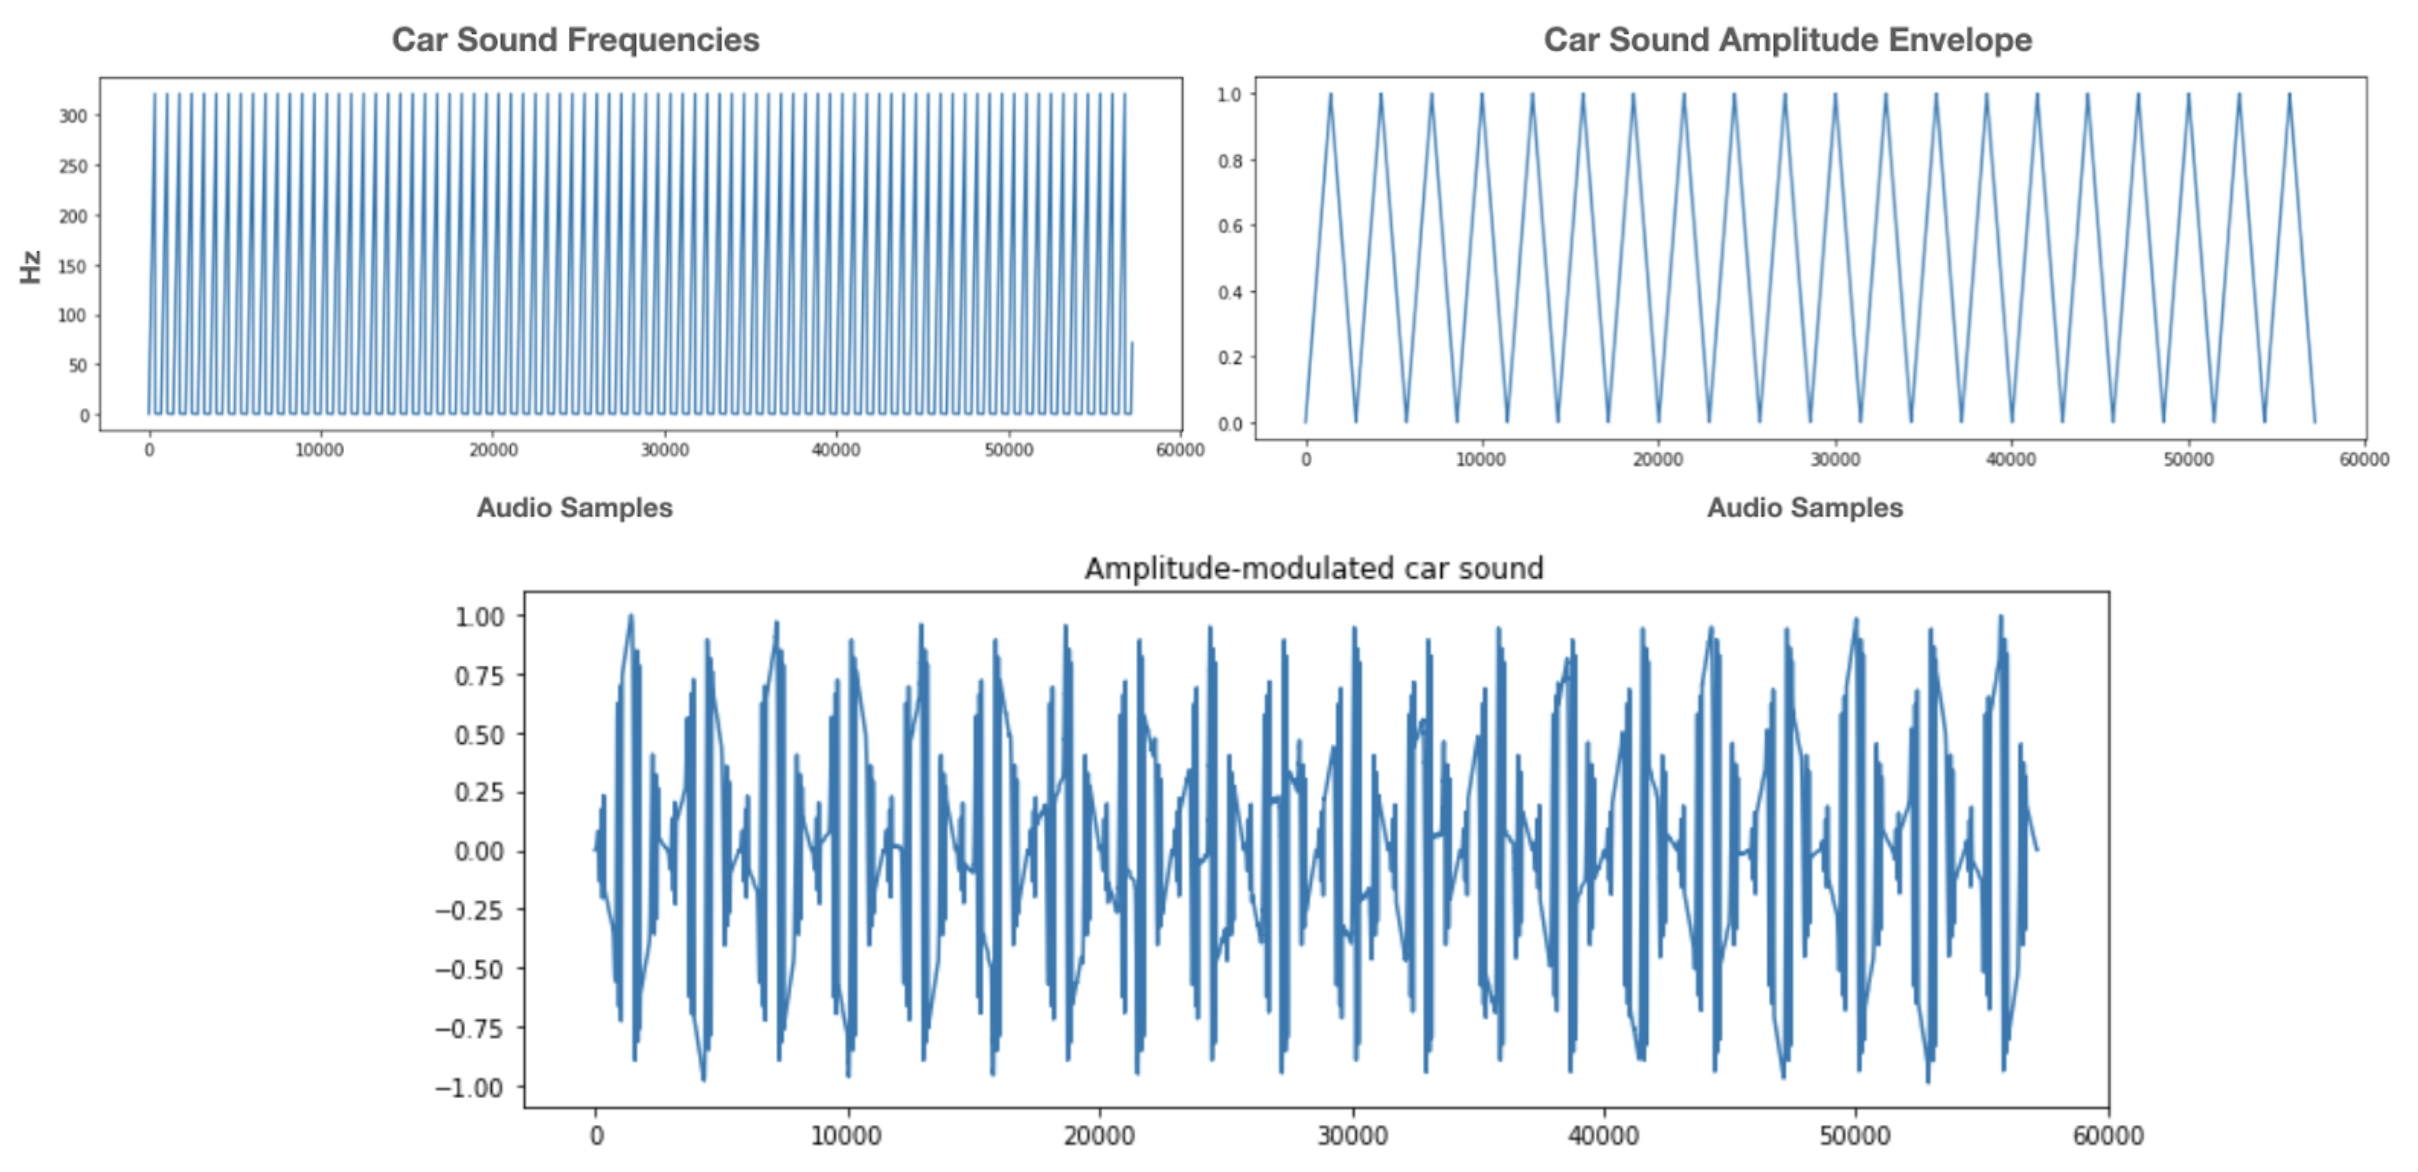 Car Sound Frequencies
Car Sound Amplitude Envelope
300
250
200
150
100
50
0
Hz
0 10000 20000 30000 40000 50000 60000
Audio Samples
1.0
0.8
0.6
0.4
0.2
0.0
0 10000 20000 30000 40000 50000 60000
Audio Samples
Amplitude-modulated car sound
1.00
0.75
0.50
0.25
0.00
−0.25
−0.50
−0.75
−1.00
0 10000 20000 30000 40000 50000 60000